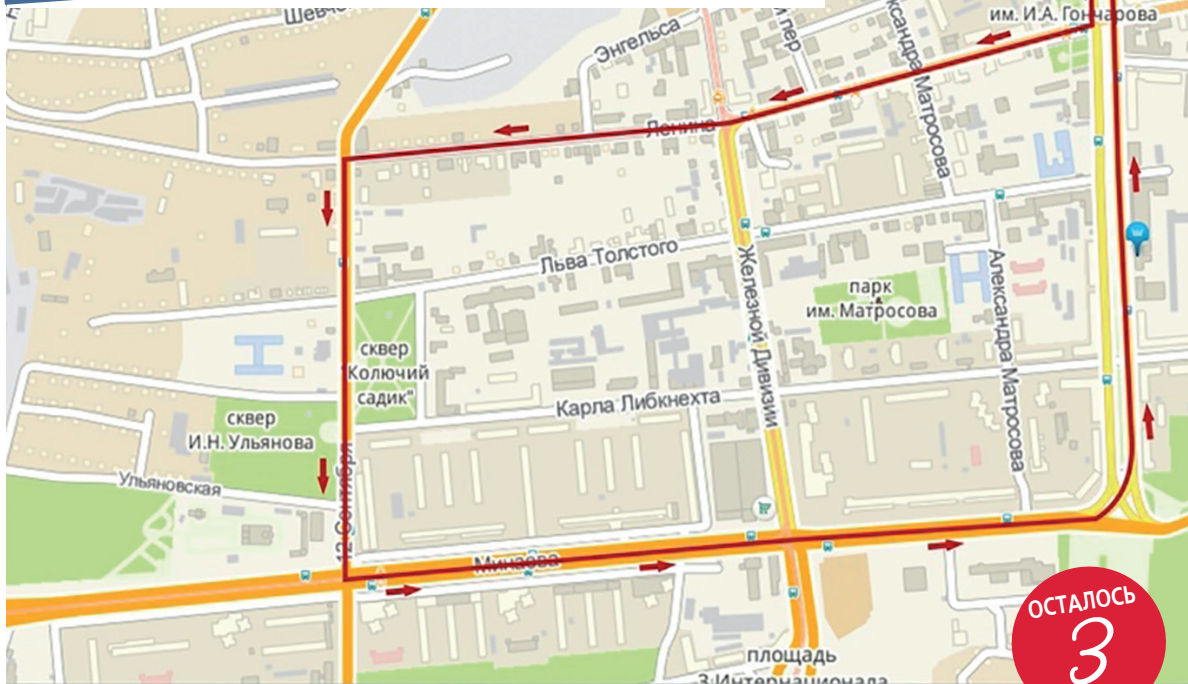 им. И.А. Гончарова
Энгельса
Александра Матросова
Ленина
Льва Толстого
Железной Дивизии
парк
им. Матросова
Александра Матросова
сквер
"Колючий
садик"
Карла Либкнехта
сквер
И.Н. Ульянова
Ульяновская
12 Сентября
Минаева
площадь
3 Интернационала
ОСТАЛОСЬ
3